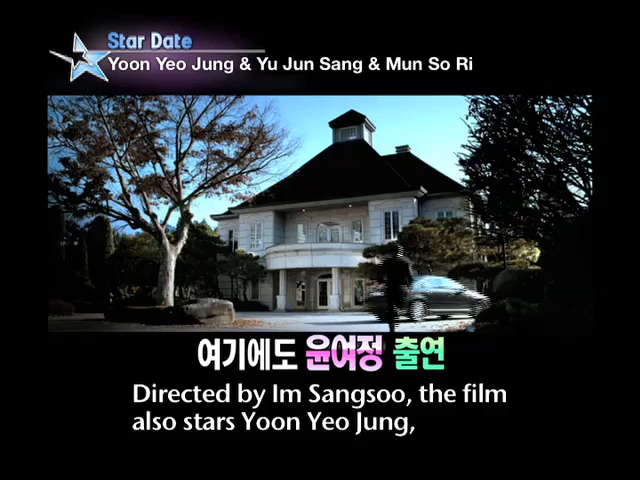 Star Date
Yoon Yeo Jung & Yu Jun Sang & Mun So Ri
여기에도 윤여정 출연
Directed by Im Sangsoo, the film
also stars Yoon Yeo Jung,